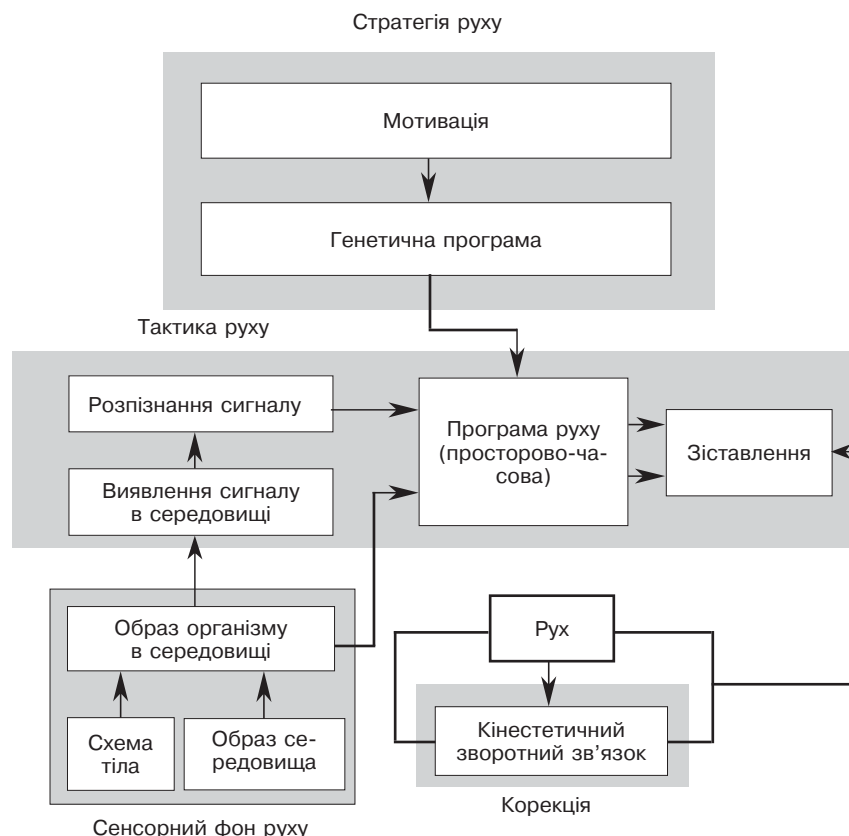 Стратегія руху
Мотивація
Генетична програма
Тактика руху
Розпізнання сигналу
Виявлення сигналу
в середовищі
Програма руху
(просторово-ча-
сова)
Зіставлення
Образ організму
в середовищі
Схема
тіла
Образ се-
редовища
Сенсорний фон руху
Рух
Кінестетичний
зворотний зв'язок
Корекція